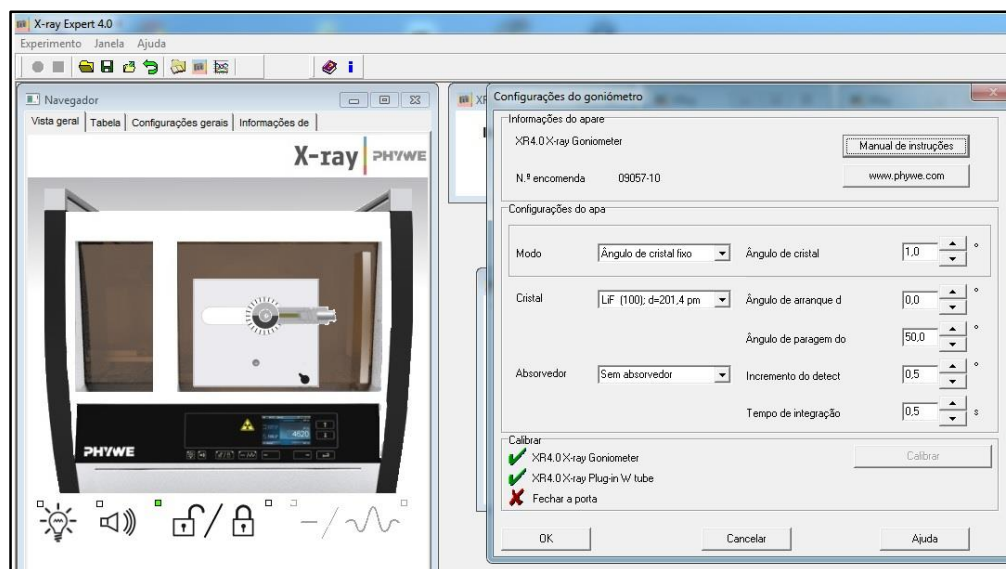 X-ray Expert 4.0
Experimento Janela Ajuda
Navegador
Vista geral Tabela Configurações gerais Informações de
X-ray PHYWE
4620
PHYWE
XR
Configurações do goniómetro
Informações do apare
XR4.0 X-ray Goniometer
Manual de instruções
N.º encomenda 09057-10
www.phywe.com
Configurações do apa
Modo Ângulo de cristal fixo Ângulo de cristal 1,0 °
Cristal LiF (100); d=201,4 pm Ângulo de arranque d 0,0 °
Ângulo de paragem do 50,0 °
Absorvedor Sem absorvedor Incremento do detect 0,5 °
Tempo de integração 0,5 s
Calibrar
XR4.0 X-ray Goniometer
Calibrar
XR4.0 X-ray Plug-in W tube
Fechar a porta
OK Cancelar Ajuda